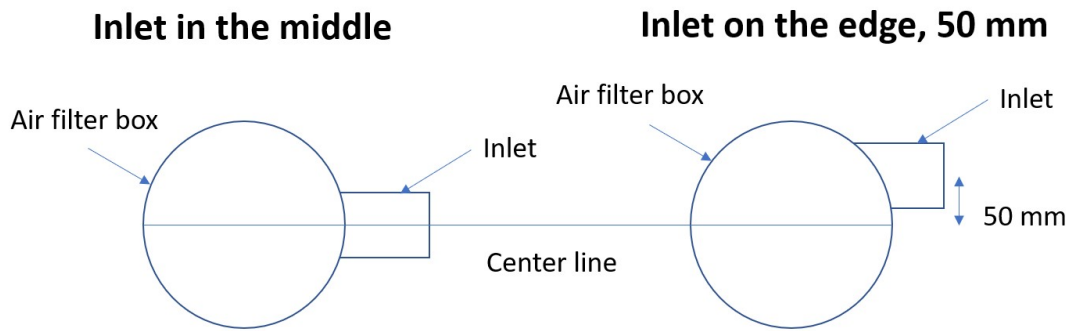 Inlet in the middle
Inlet on the edge, 50 mm
Air filter box
Inlet
Air filter box
Inlet
50 mm
Center line